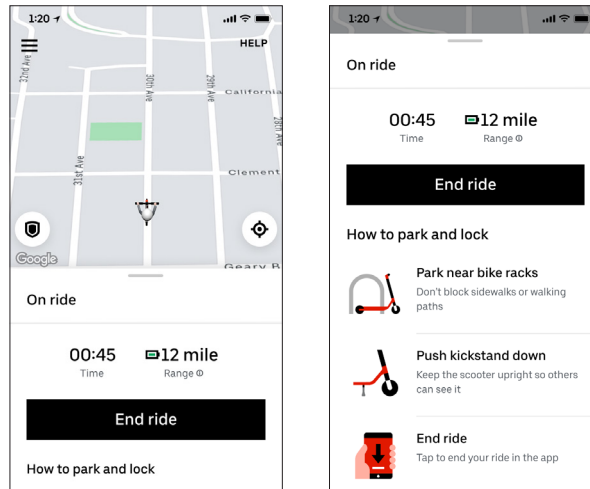 1:20
HELP
32nd Ave
30th Ave
29th Ave
California
28th Ave
31st Ave
Clement
Google
Geary B
On ride
00:45
12 mile
Time
Range
End ride
How to park and lock
1:20
On ride
00:45
12 mile
Time
Range
End ride
How to park and lock
Park near bike racks
Don't block sidewalks or walking
paths
Push kickstand down
Keep the scooter upright so others
can see it
End ride
Tap to end your ride in the app